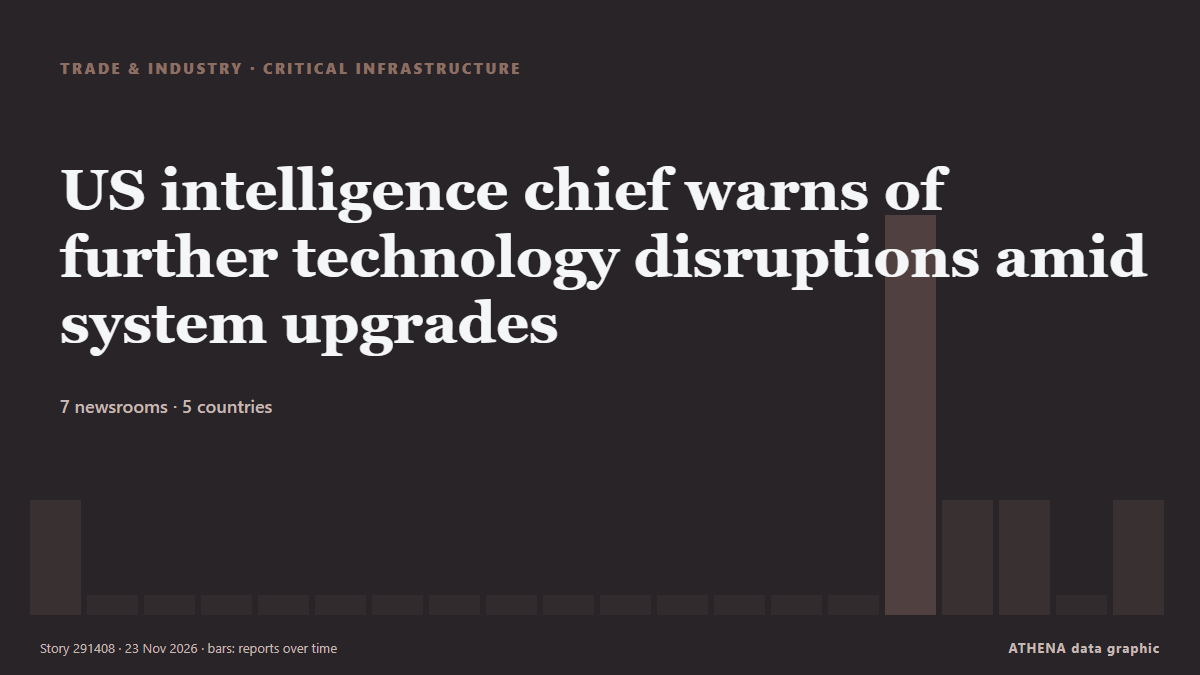 TRADE & INDUSTRY · CRITICAL INFRASTRUCTURE
US intelligence chief warns of
further technology disruptions amid
system upgrades
7 newsrooms · 5 countries
Story 291408 · 23 Nov 2026 · bars: reports over time
ATHENA data graphic